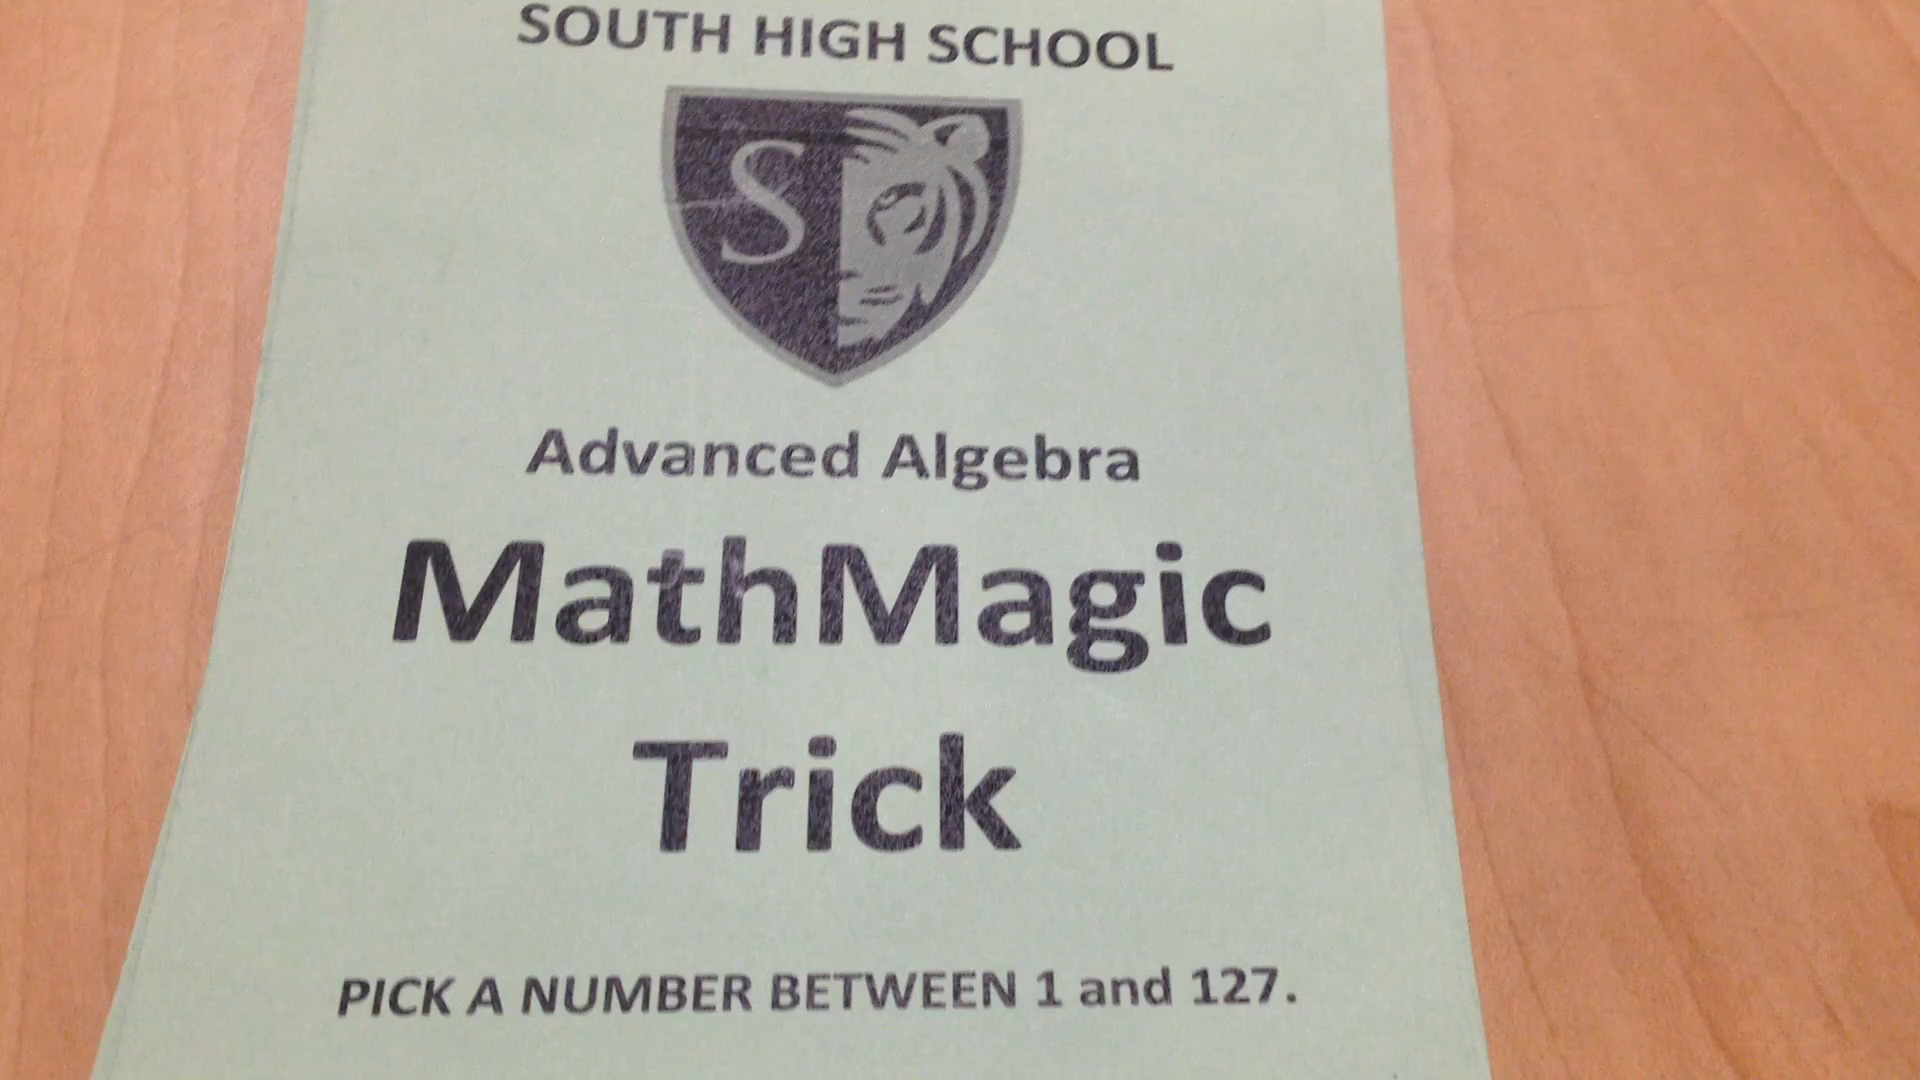 SOUTH HIGH SCHOOL
S
Advanced Algebra
MathMagic
Trick
PICK A NUMBER BETWEEN 1 and 127.